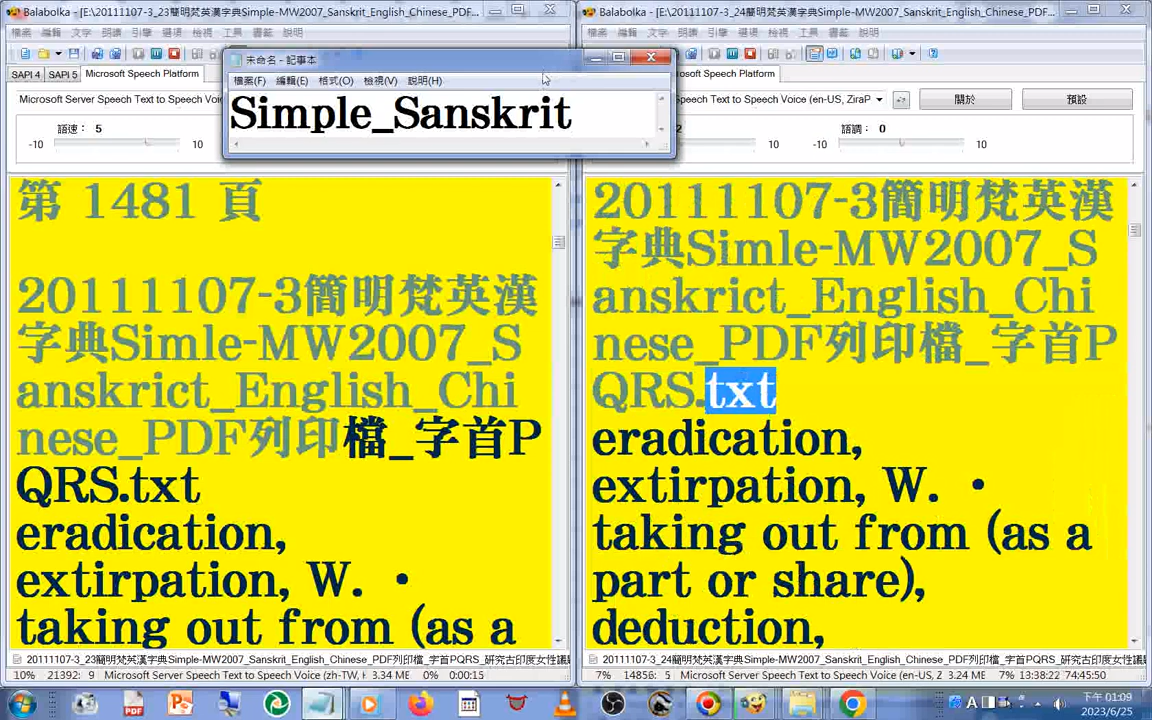 Balabolka - [E:\20111107-3_23簡明梵英漢字典Simple-MW2007_Sanskrit_English_Chinese_PDF...
Balabolka - [E:\20111107-3_24簡明梵英漢字典Simple-MW2007_Sanskrit_English_Chinese_PDF...
未命名 - 記事本
檔案(F) 編輯(E) 格式(O) 檢視(V) 說明(H)
Simple_Sanskrit
SAPI 4 SAPI 5 Microsoft Speech Platform
Speech Platform
Microsoft Server Speech Text to Speech Voice
Speech Text to Speech Voice (en-US, ZiraP
關於
預設
語速： 5
-10 10
2
10
語調： 0
-10 10
第 1481 頁
20111107-3簡明梵英漢
字典Simle-MW2007_S
anskrict_English_Chi
nese_PDF列印檔_字首P
QRS.txt
eradication,
extirpation, W. •
taking out from (as a
20111107-3簡明梵英漢
字典Simle-MW2007_S
anskrict_English_Chi
nese_PDF列印檔_字首P
QRS.txt
eradication,
extirpation, W. •
taking out from (as a
part or share),
deduction,
20111107-3_23簡明梵英漢字典Simple-MW2007_Sanskrit_English_Chinese_PDF列印檔_字首PQRS_研究古印度女性議
20111107-3_24簡明梵英漢字典Simple-MW2007_Sanskrit_English_Chinese_PDF列印檔_字首PQRS_研究古印度女性議
10% 21392: 9 Microsoft Server Speech Text to Speech Voice (zh-TW, H 3.34 ME 0% 0:00:15
7% 14856: 5 Microsoft Server Speech Text to Speech Voice (en-US, Z 3.24 ME 13:38:22 74:45:50
下午 01:09
2023/6/25